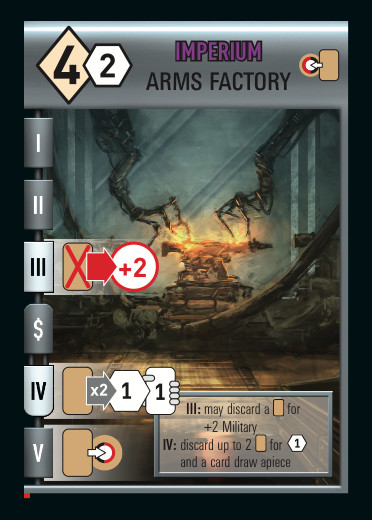 4 2
IMPERIUM
ARMS FACTORY
I
II
III
+2
$
IV
x2 1 1
V
III: may discard a for
+2 Military
IV: discard up to 2 for 1
and a card draw apiece